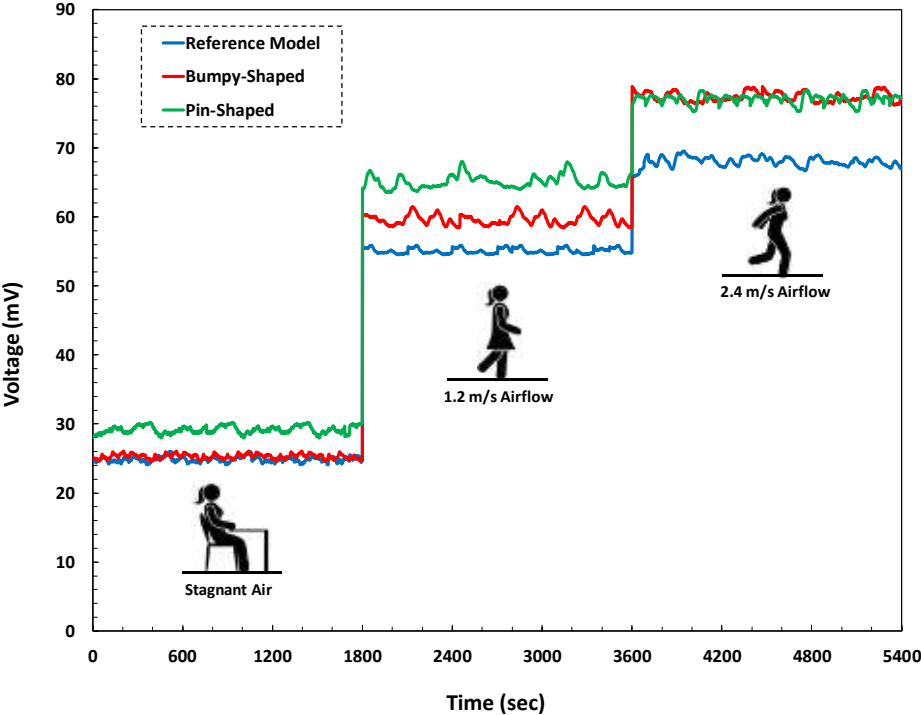 90
80
70
60
50
40
30
20
10
0
Voltage (mV)
Reference Model
Bumpy-Shaped
Pin-Shaped
2.4 m/s Airflow
1.2 m/s Airflow
Stagnant Air
0 600 1200 1800 2400 3000 3600 4200 4800 5400
Time (sec)